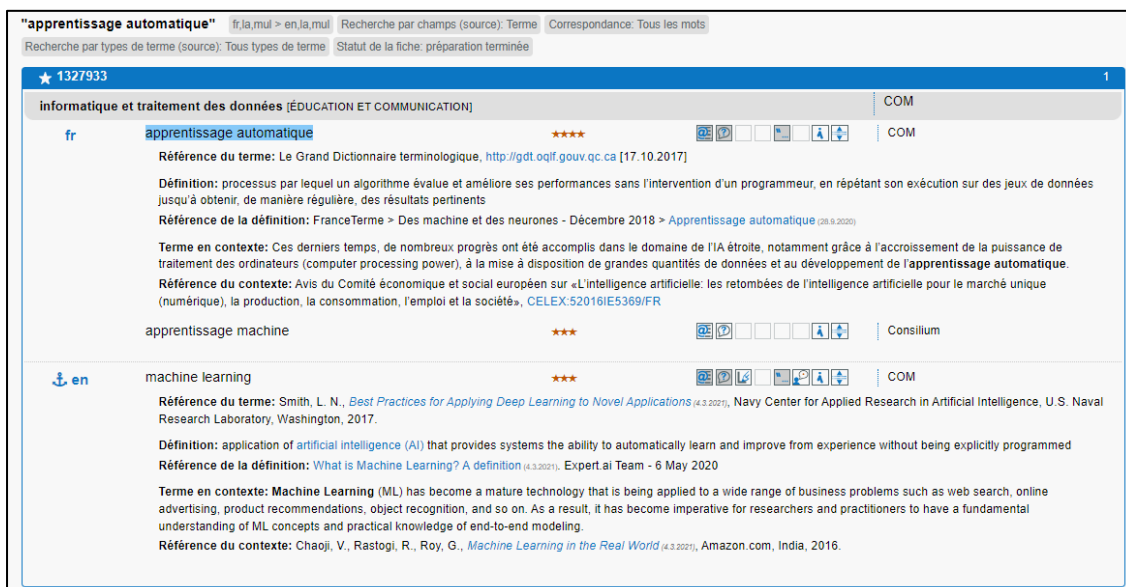 "apprentissage automatique" fr,la,mul > en,la,mul Recherche par champs (source): Terme Correspondance: Tous les mots
Recherche par types de terme (source): Tous types de terme Statut de la fiche: préparation terminée
★ 1327933 1
informatique et traitement des données [ÉDUCATION ET COMMUNICATION] COM
fr apprentissage automatique ★★★★ COM
Référence du terme: Le Grand Dictionnaire terminologique, http://gdt.oqlf.gouv.qc.ca [17.10.2017]
Définition: processus par lequel un algorithme évalue et améliore ses performances sans l'intervention d'un programmeur, en répétant son exécution sur des jeux de données
jusqu'à obtenir, de manière régulière, des résultats pertinents
Référence de la définition: FranceTerme > Des machine et des neurones - Décembre 2018 > Apprentissage automatique (28.9.2020)
Terme en contexte: Ces derniers temps, de nombreux progrès ont été accomplis dans le domaine de l'IA étroite, notamment grâce à l'accroissement de la puissance de
traitement des ordinateurs (computer processing power), à la mise à disposition de grandes quantités de données et au développement de l'apprentissage automatique.
Référence du contexte: Avis du Comité économique et social européen sur «L'intelligence artificielle: les retombées de l'intelligence artificielle pour le marché unique
(numérique), la production, la consommation, l'emploi et la société», CELEX:52016IE5369/FR
apprentissage machine ★★★ Consilium
en machine learning ★★★ COM
Référence du terme: Smith, L. N., Best Practices for Applying Deep Learning to Novel Applications (4.3.2021), Navy Center for Applied Research in Artificial Intelligence, U.S. Naval
Research Laboratory, Washington, 2017.
Définition: application of artificial intelligence (AI) that provides systems the ability to automatically learn and improve from experience without being explicitly programmed
Référence de la définition: What is Machine Learning? A definition (4.3.2021). Expert.ai Team - 6 May 2020
Terme en contexte: Machine Learning (ML) has become a mature technology that is being applied to a wide range of business problems such as web search, online
advertising, product recommendations, object recognition, and so on. As a result, it has become imperative for researchers and practitioners to have a fundamental
understanding of ML concepts and practical knowledge of end-to-end modeling.
Référence du contexte: Chaoji, V., Rastogi, R., Roy, G., Machine Learning in the Real World (4.3.2021), Amazon.com, India, 2016.